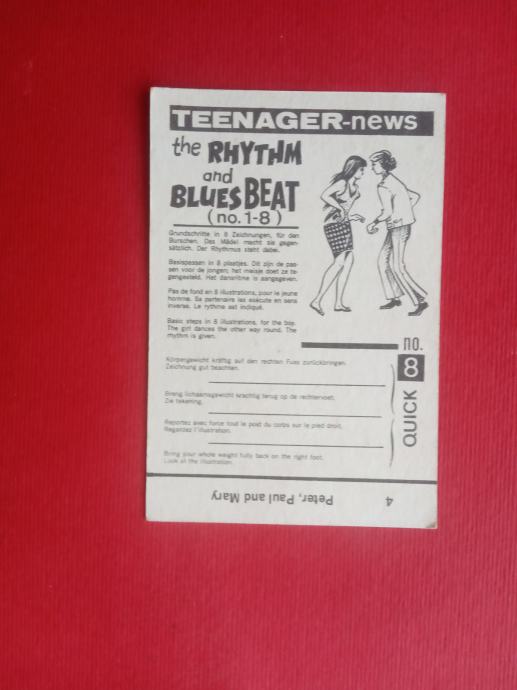 TEENAGER-news
the RHYTHM
and
BLUES BEAT
(no. 1-8)
Grundschritte in 8 Zeichnungen, für den
Burschen. Das Mädel macht sie gegen-
sätzlich. Der Rhythmus steht dabei.
Basispassen in 8 plaatjes. Dit zijn de pas-
sen voor de jongen; het meisje doet ze te-
gengesteld. Het dansritme is aangegeven.
Pas de fond en 8 illustrations, pour le jeune
homme. Sa partenaire les exécute en sens
inverse. Le rythme est indiqué.
Basic steps in 8 illustrations, for the boy.
The girl dances the other way round. The
rhythm is given.
no.
8
QUICK
Körpergewicht kräftig auf den rechten Fuss zurückbringen.
Zeichnung gut beachten.
Breng lichaamsgewicht krachtig terug op de rechtervoet.
Zie tekening.
Reportez avec force tout le poid du corbs sur le pied droit.
Regardez l'illustration.
Bring your whole weight fully back on the right foot.
Look at the illustration.
4 Peter, Paul and Mary